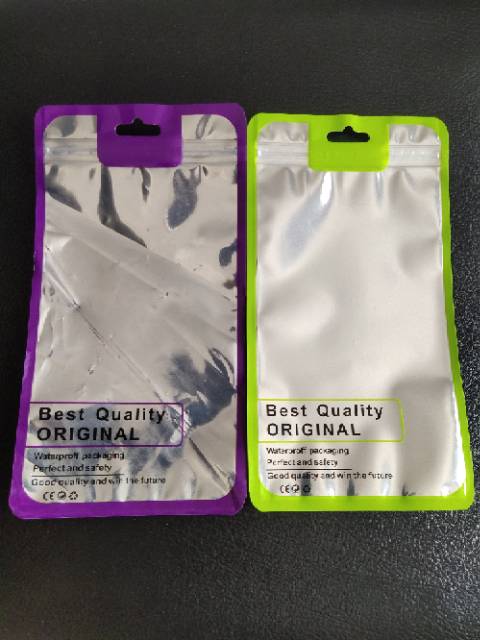 Best Quality
ORIGINAL
Waterproff packaging
Perfect and safety
Good quality and win the future
CE
Best Quality
ORIGINAL
Waterproff packaging
Perfect and safety
Good quality and win the future
CE